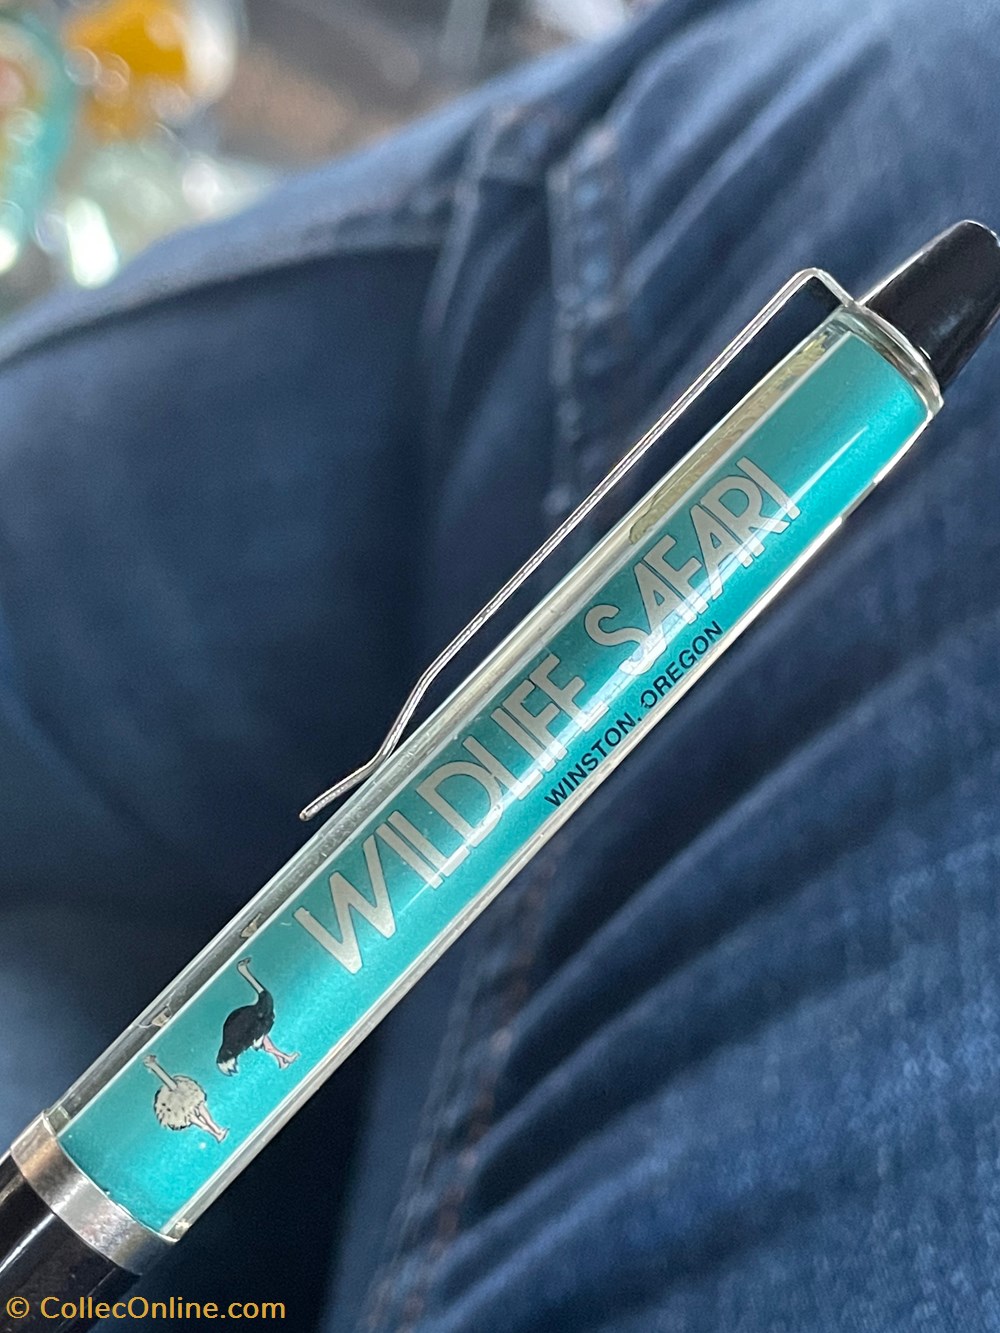 WILDLIFE SAFARI
WINSTON, OREGON
© CollecOnline.com